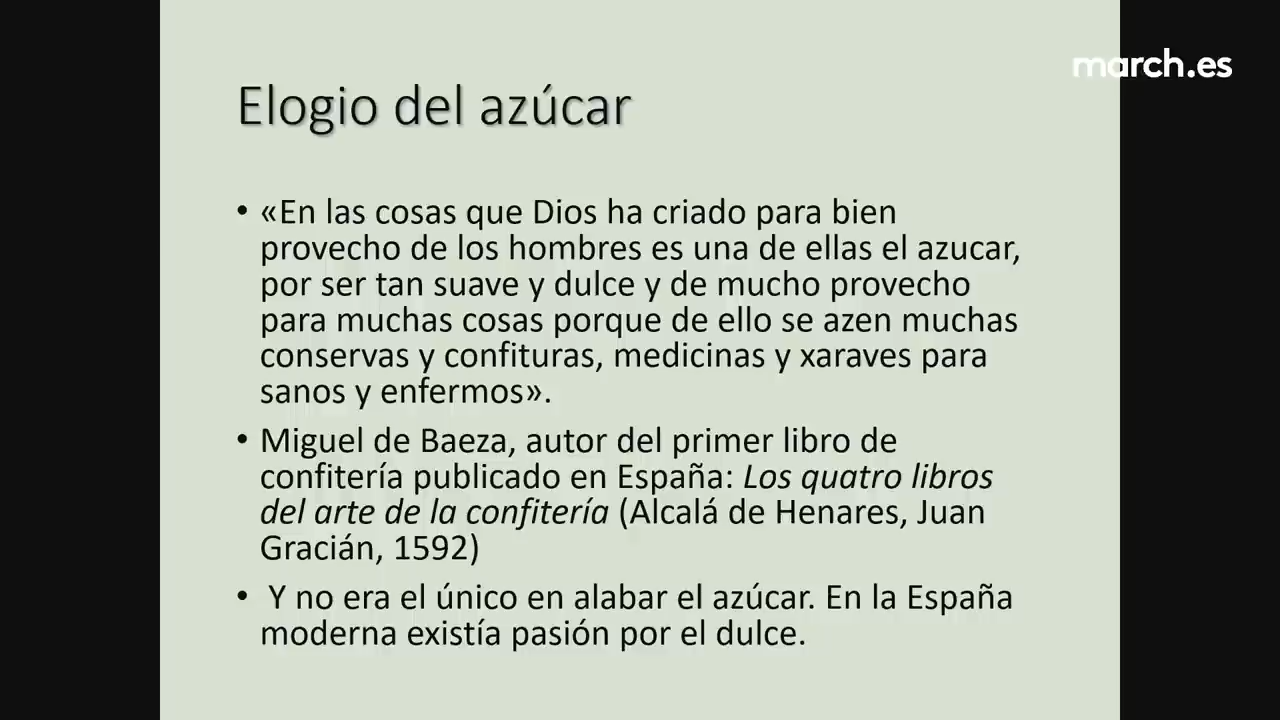 march.es
Elogio del azúcar
• «En las cosas que Dios ha criado para bien
provecho de los hombres es una de ellas el azucar,
por ser tan suave y dulce y de mucho provecho
para muchas cosas porque de ello se azen muchas
conservas y confituras, medicinas y xaraves para
sanos y enfermos».
• Miguel de Baeza, autor del primer libro de
confitería publicado en España: Los quatro libros
del arte de la confitería (Alcalá de Henares, Juan
Gracián, 1592)
• Y no era el único en alabar el azúcar. En la España
moderna existía pasión por el dulce.